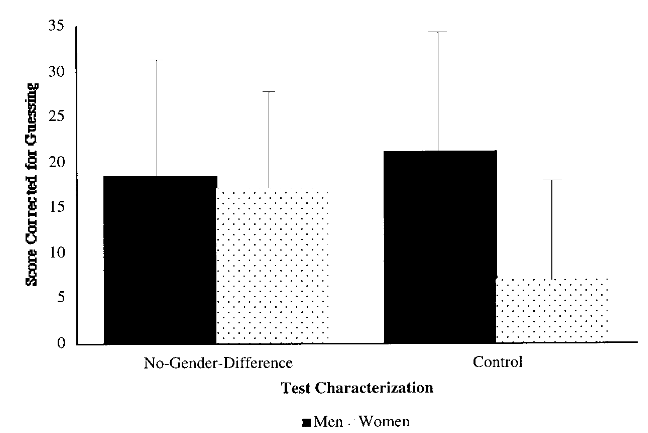 35
30
25
20
15
10
5
0
Score Corrected for Guessing
No-Gender-Difference Control
Test Characterization
Men Women